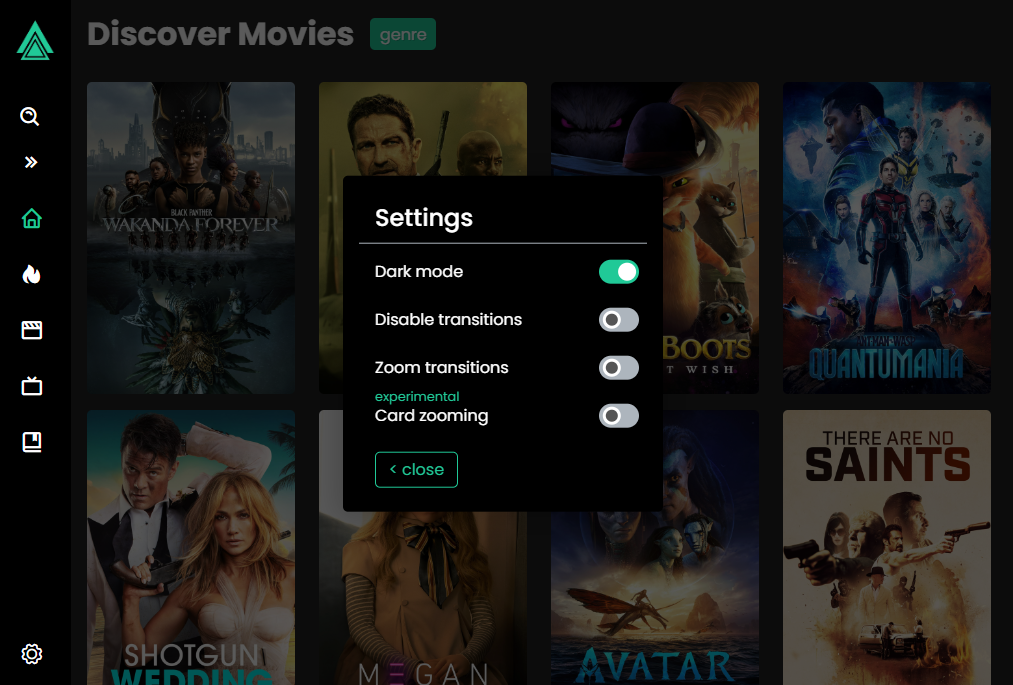 Discover Movies genre
BLACK PANTHER
WAKANDA FOREVER
Settings
Dark mode
Disable transitions
Zoom transitions
experimental
Card zooming
< close
BOOTS
T WISH
QUANTUMANIA
SHOTGUN
WEDDING
M E GAN
AVATAR
THERE ARE NO
SAINTS